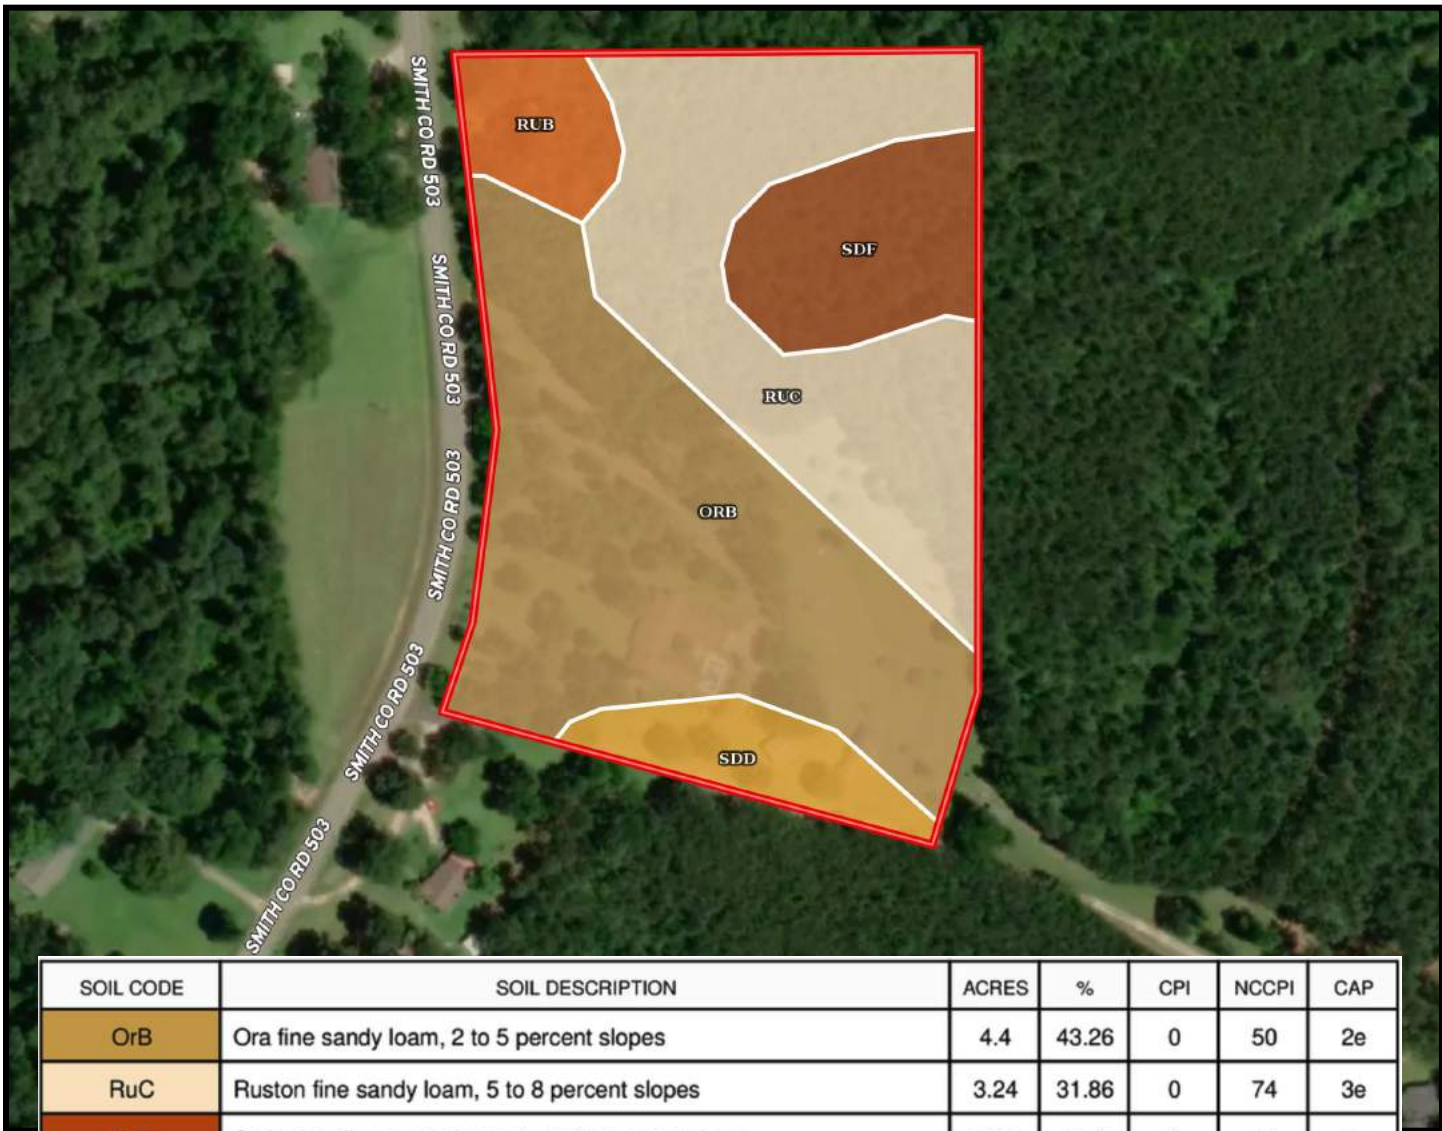 SMITH CO RD 503
RUB
SDF
SMITH CO RD 503
RUC
SMITH CO RD 503
ORB
SMITH CO RD 503
SDD
SMITH CO RD 503
SOIL CODE SOIL DESCRIPTION ACRES % CPI NCCPI CAP
OrB Ora fine sandy loam, 2 to 5 percent slopes 4.4 43.26 0 50 2e
RuC Ruston fine sandy loam, 5 to 8 percent slopes 3.24 31.86 0 74 3e